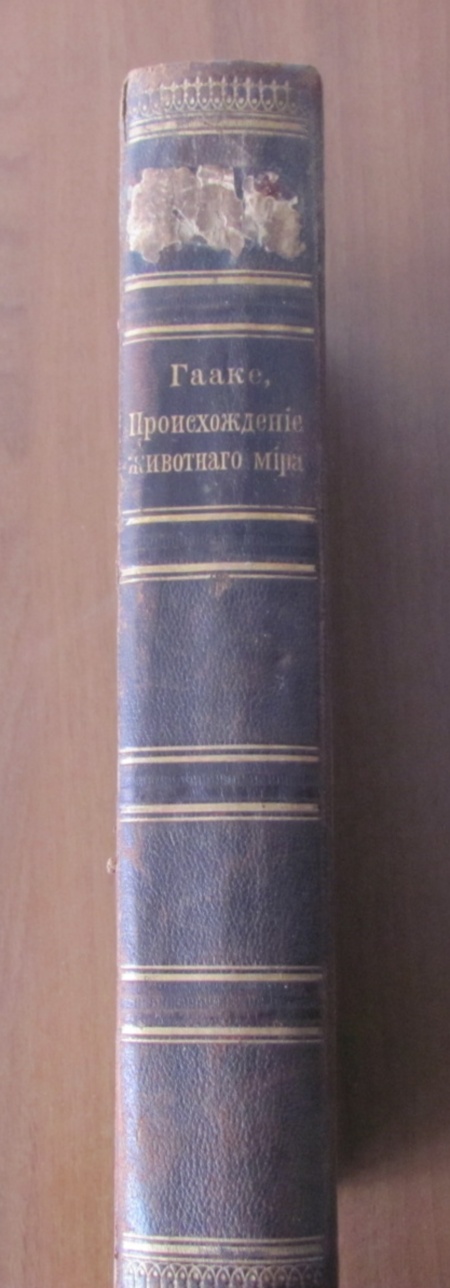 Гааке,
Происхожденіе
животнаго міра